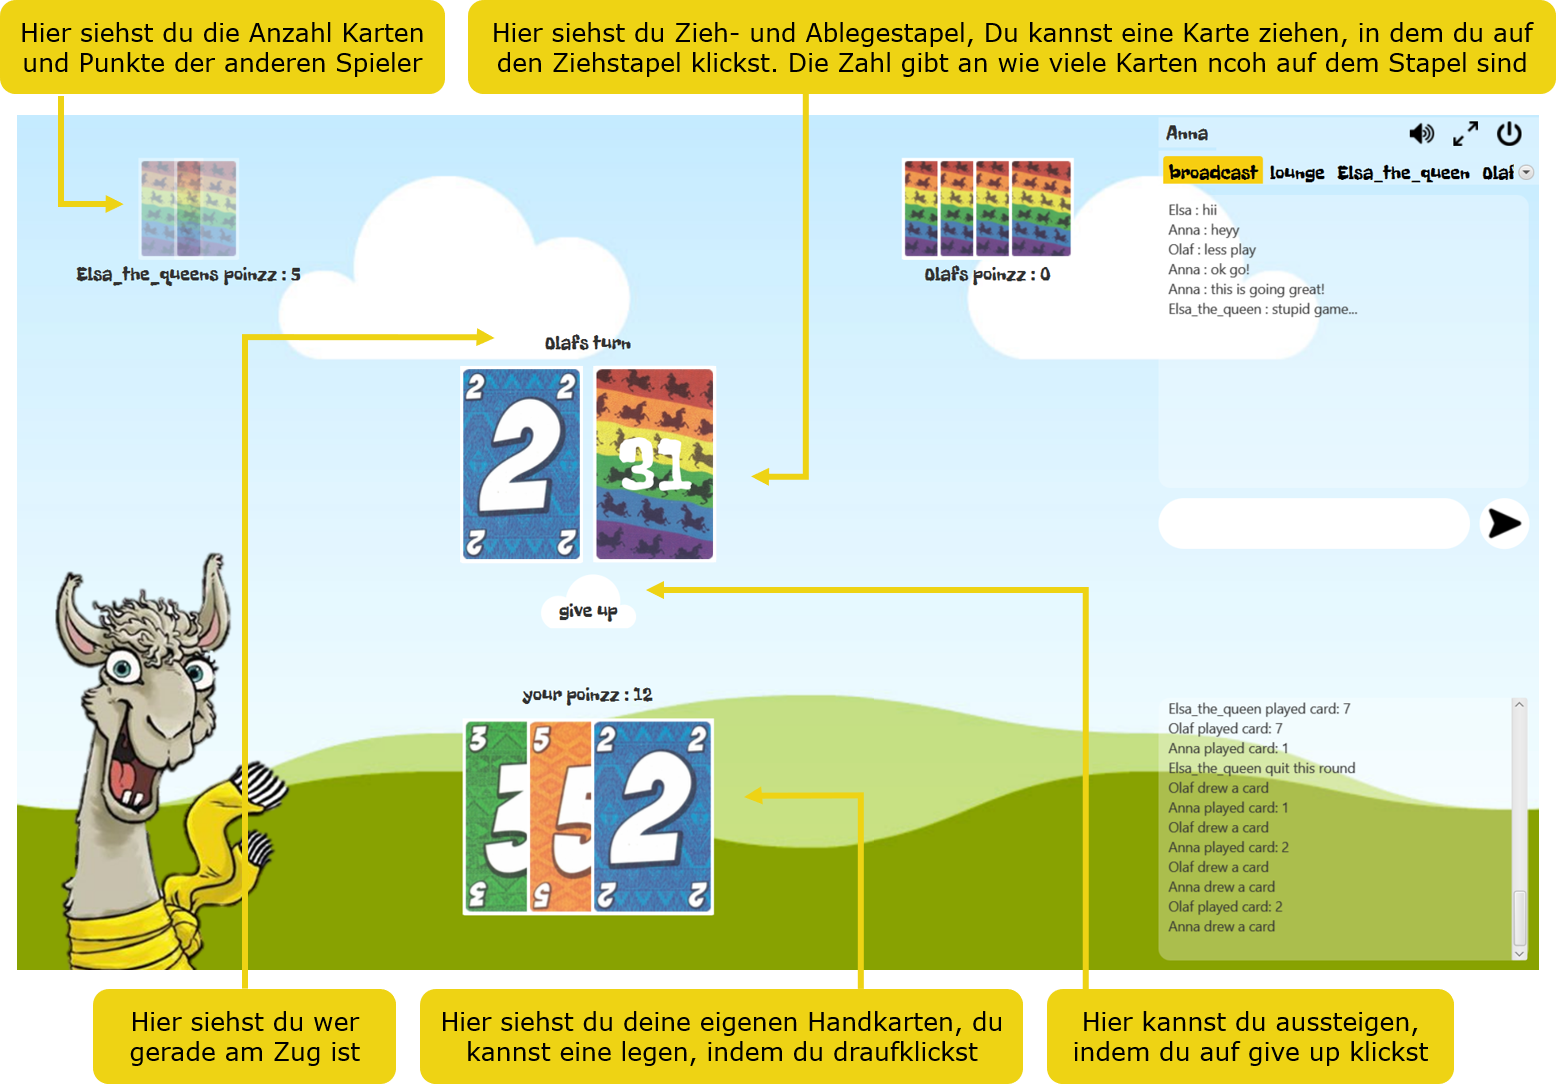 Hier siehst du die Anzahl Karten
und Punkte der anderen Spieler
Hier siehst du Zieh- und Ablegestapel, Du kannst eine Karte ziehen, in dem du auf
den Ziehstapel klickst. Die Zahl gibt an wie viele Karten ncoh auf dem Stapel sind
Anna
broadcast lounge Elsa_the_queen Olaf
Elsa : hii
Anna : heyy
Olaf : less play
Anna : ok go!
Anna : this is going great!
Elsa_the_queen : stupid game...
Elsa_the_queens poinzz : 5
Olafs poinzz : 0
Olafs turn
2 2
2
2 2
31
give up
your poinzz : 12
3 5 2 2
3 5 2
3 5 2 2
Elsa_the_queen played card: 7
Olaf played card: 7
Anna played card: 1
Elsa_the_queen quit this round
Olaf drew a card
Anna played card: 1
Olaf drew a card
Anna played card: 2
Olaf drew a card
Anna drew a card
Olaf played card: 2
Anna drew a card
Hier siehst du wer
gerade am Zug ist
Hier siehst du deine eigenen Handkarten, du
kannst eine legen, indem du draufklickst
Hier kannst du aussteigen,
indem du auf give up klickst